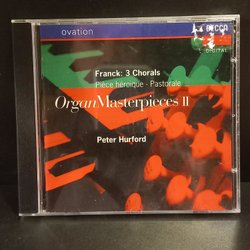 ovation
DECCA
DIGITAL
Franck: 3 Chorals
Pièce héroïque · Pastorale
Organ Masterpieces II
Peter Hurford